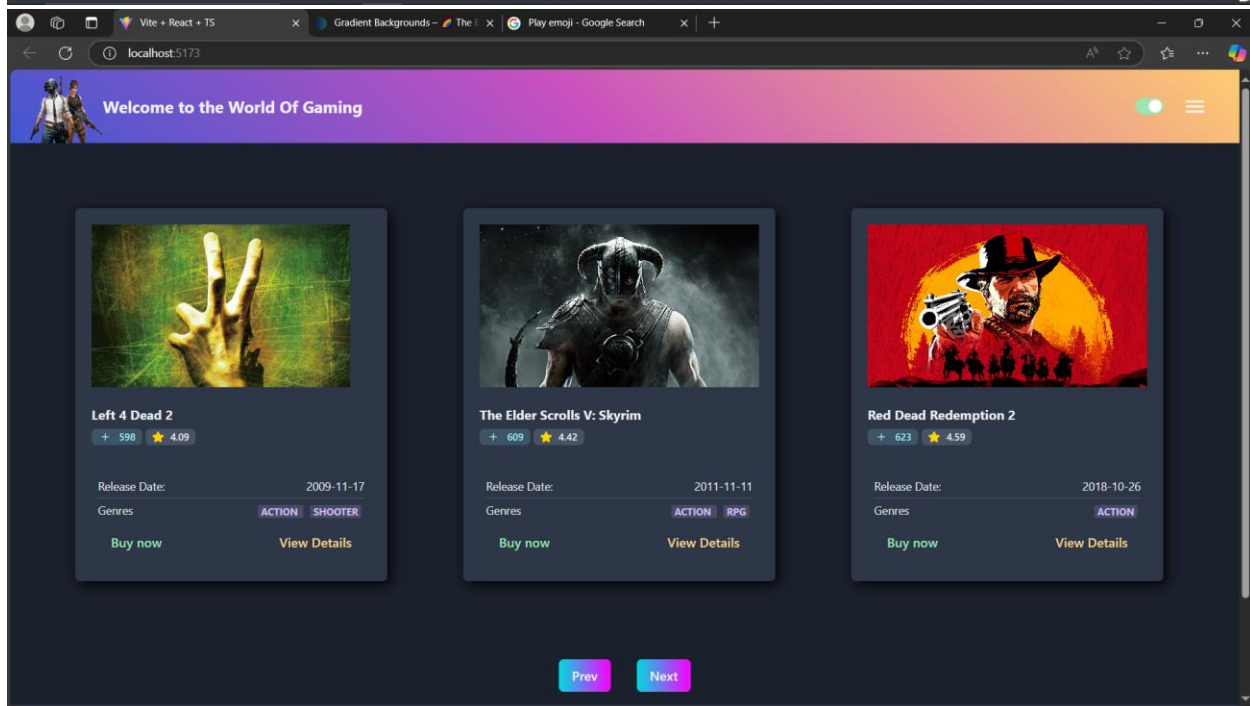 Vite + React + TS
Gradient Backgrounds – The
Play emoji - Google Search
localhost:5173
Welcome to the World Of Gaming
Left 4 Dead 2
+ 598 4.09
Release Date: 2009-11-17
Genres ACTION SHOOTER
Buy now View Details
The Elder Scrolls V: Skyrim
+ 609 4.42
Release Date: 2011-11-11
Genres ACTION RPG
Buy now View Details
Red Dead Redemption 2
+ 623 4.59
Release Date: 2018-10-26
Genres ACTION
Buy now View Details
Prev Next